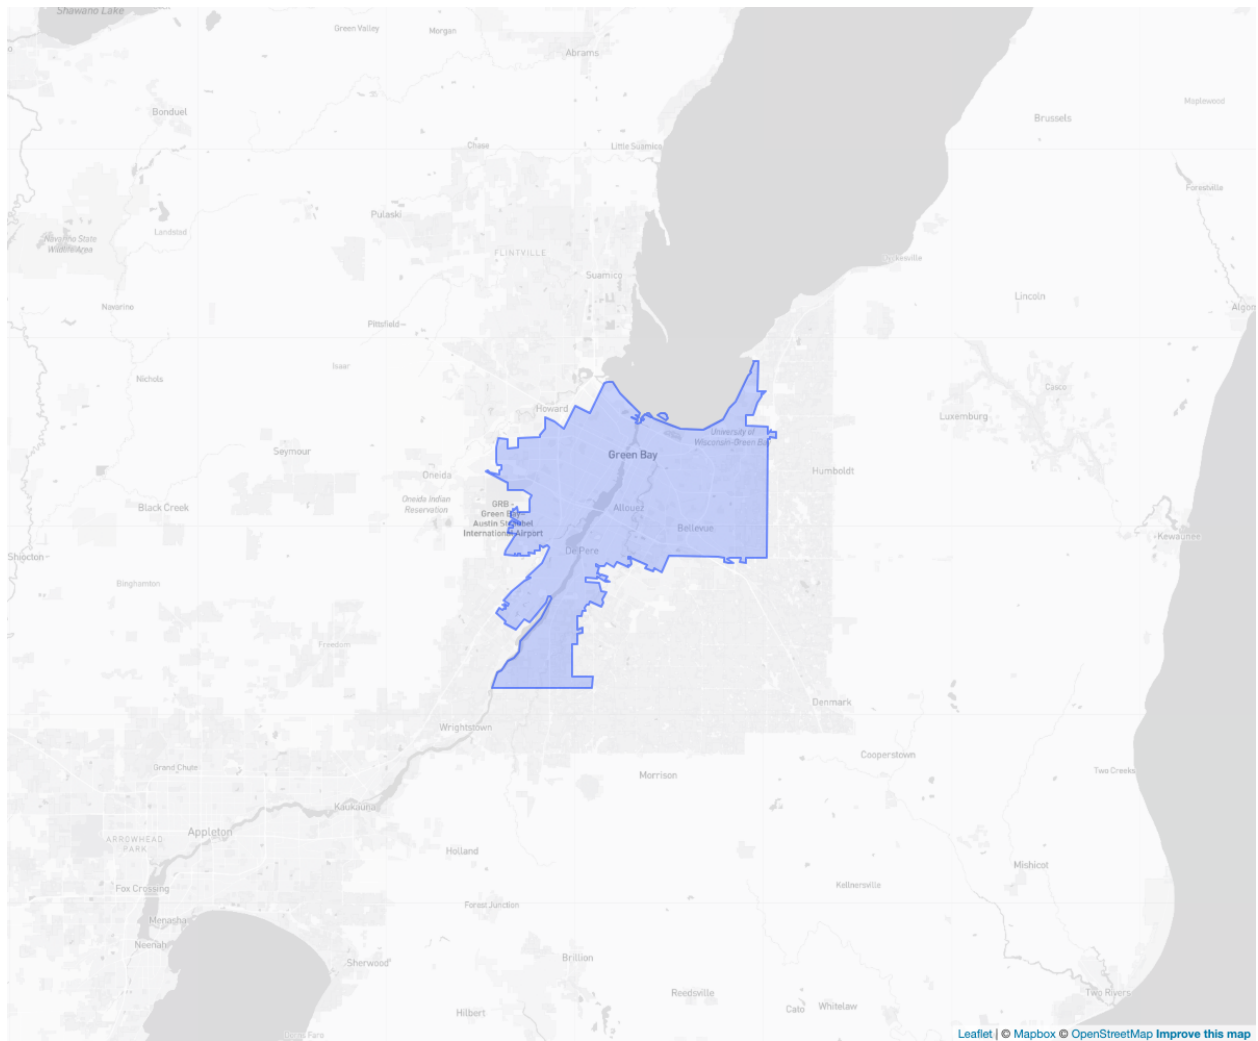 Shawano Lake
Green Valley
Morgan
Abrams
Maplewood
Bonduel
Brussels
Chase
Little Suamico
Forestville
Pulaski
Landstad
Navarino State
Wildlife Area
FLINTVILLE
Suamico
Lincoln
Navarino
Algon
Pittsfield
Isaar
Nichols
Casco
Howard
Luxemburg
University of
Wisconsin-Green Bay
Green Bay
Seymour
Oneida
Humboldt
Oneida Indian
Reservation
GRB -
Green Bay–
Austin Straubel
International Airport
Black Creek
Allouez
Bellevue
Kewaunee
De Pere
Shiocton
Binghamton
Freedom
Denmark
Wrightstown
Cooperstown
Grand Chute
Morrison
Two Creeks
Kaukauna
Appleton
ARROWHEAD
PARK
Holland
Mishicot
Fox Crossing
Kellnersville
Forest Junction
Menasha
Neenah
Brillion
Sherwood
Reedsville
Two Rivers
Cato
Whitelaw
Hilbert
Leaflet | © Mapbox © OpenStreetMap Improve this map